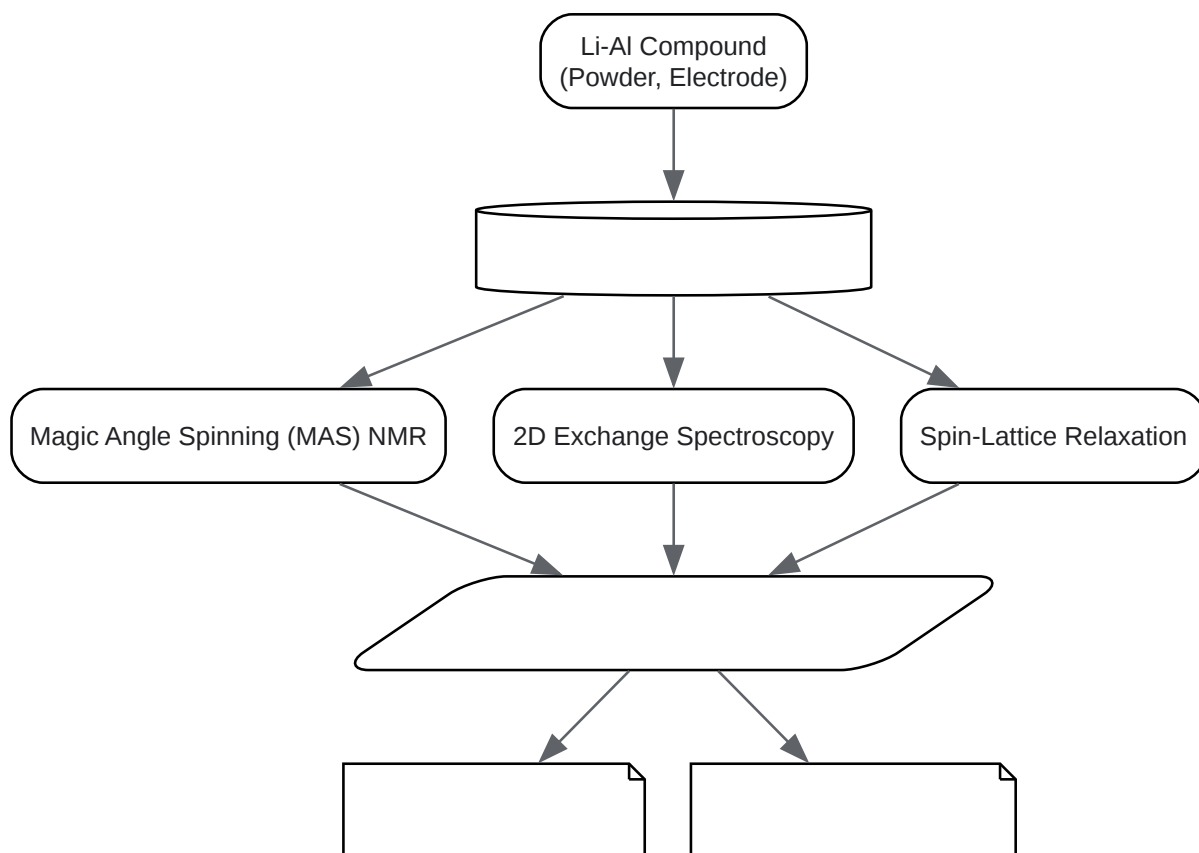 Li-Al Compound
(Powder, Electrode)
Magic Angle Spinning (MAS) NMR
2D Exchange Spectroscopy
Spin-Lattice Relaxation